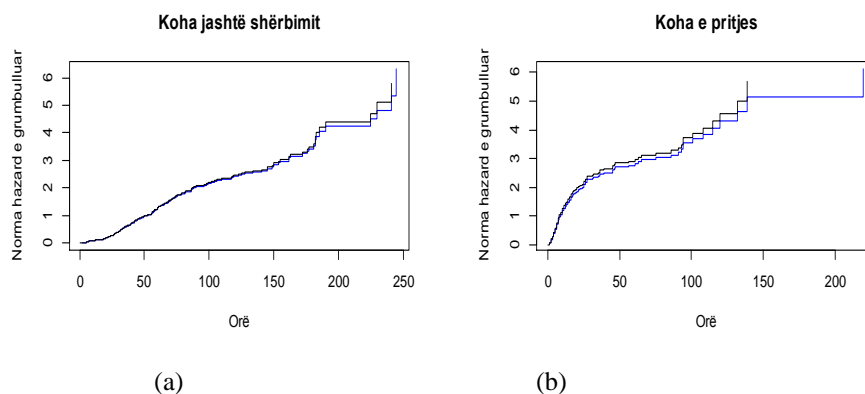 Koha jashtë shërbimit
Norma hazard e grumbulluar
0 1 2 3 4 5 6
0 50 100 150 200 250
Orë
(a)
Koha e pritjes
Norma hazard e grumbulluar
0 1 2 3 4 5 6
0 50 100 150 200
Orë
(b)